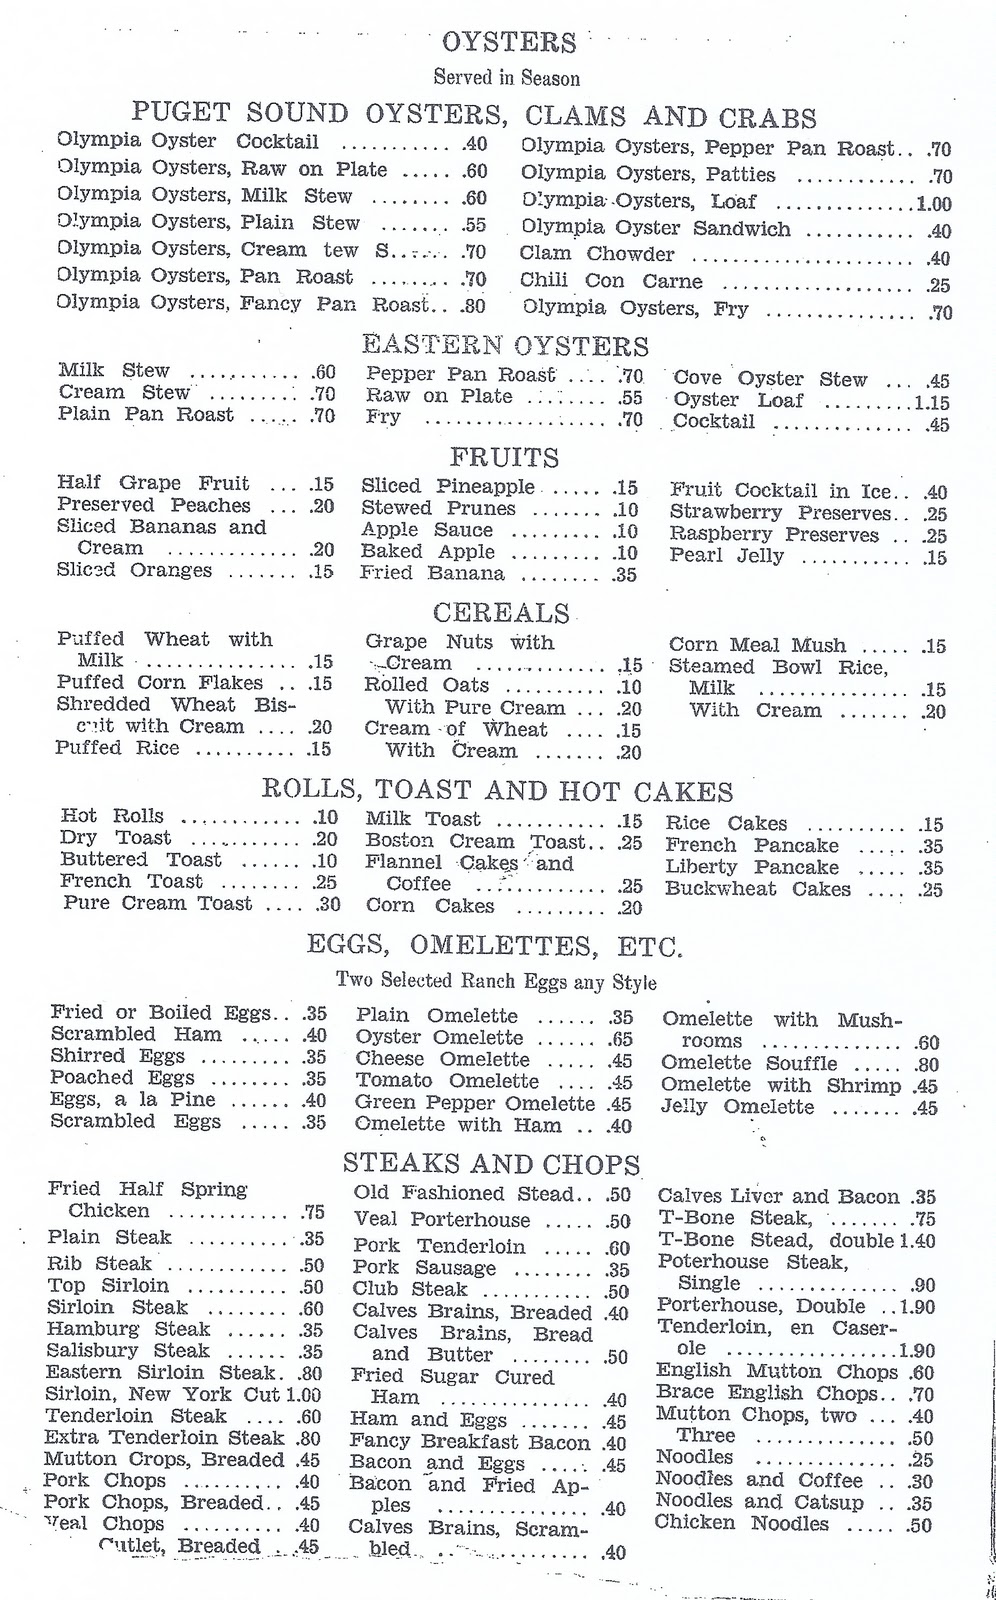 OYSTERS
Served in Season
PUGET SOUND OYSTERS, CLAMS AND CRABS
Olympia Oyster Cocktail ........... .40
Olympia Oysters, Raw on Plate ..... .60
Olympia Oysters, Milk Stew ........ .60
Olympia Oysters, Plain Stew ....... .55
Olympia Oysters, Cream tew S...... .70
Olympia Oysters, Pan Roast ........ .70
Olympia Oysters, Fancy Pan Roast.. .80
Olympia Oysters, Pepper Pan Roast.. .70
Olympia Oysters, Patties ............ .70
Olympia Oysters, Loaf ..............1.00
Olympia Oyster Sandwich ........... .40
Clam Chowder ...................... .40
Chili Con Carne ................... .25
Olympia Oysters, Fry ............... .70
EASTERN OYSTERS
Milk Stew ........... .60
Cream Stew ......... .70
Plain Pan Roast ..... .70
Pepper Pan Roast .... .70
Raw on Plate ........ .55
Fry .................. .70
Cove Oyster Stew ... .45
Oyster Loaf .........1.15
Cocktail ............. .45
FRUITS
Half Grape Fruit ... .15
Preserved Peaches ... .20
Sliced Bananas and
Cream ............. .20
Sliced Oranges ....... .15
Sliced Pineapple ...... .15
Stewed Prunes ....... .10
Apple Sauce ......... .10
Baked Apple ......... .10
Fried Banana ........ .35
Fruit Cocktail in Ice.. .40
Strawberry Preserves.. .25
Raspberry Preserves .. .25
Pearl Jelly ........... .15
CEREALS
Puffed Wheat with
Milk ................ .15
Puffed Corn Flakes .. .15
Shredded Wheat Bis-
cuit with Cream .... .20
Puffed Rice .......... .15
Grape Nuts with
Cream ............ .15
Rolled Oats .......... .10
With Pure Cream ... .20
Cream of Wheat .... .15
With Cream ....... .20
Corn Meal Mush ..... .15
Steamed Bowl Rice,
Milk ............... .15
With Cream ....... .20
ROLLS, TOAST AND HOT CAKES
Hot Rolls ............ .10
Dry Toast ........... .20
Buttered Toast ...... .10
French Toast ........ .25
Pure Cream Toast .... .30
Milk Toast ........... .15
Boston Cream Toast.. .25
Flannel Cakes and
Coffee ............ .25
Corn Cakes ......... .20
Rice Cakes .......... .15
French Pancake ..... .35
Liberty Pancake ..... .35
Buckwheat Cakes .... .25
EGGS, OMELETTES, ETC.
Two Selected Ranch Eggs any Style
Fried or Boiled Eggs.. .35
Scrambled Ham ..... .40
Shirred Eggs ......... .35
Poached Eggs ........ .35
Eggs, a la Pine ...... .40
Scrambled Eggs ..... .35
Plain Omelette ...... .35
Oyster Omelette ...... .65
Cheese Omelette ..... .45
Tomato Omelette .... .45
Green Pepper Omelette .45
Omelette with Ham .. .40
Omelette with Mush-
rooms ............. .60
Omelette Souffle ..... .80
Omelette with Shrimp .45
Jelly Omelette ....... .45
STEAKS AND CHOPS
Fried Half Spring
Chicken ............ .75
Plain Steak .......... .35
Rib Steak ............ .50
Top Sirloin .......... .50
Sirloin Steak ........ .60
Hamburg Steak ...... .35
Salisbury Steak ...... .35
Eastern Sirloin Steak. .80
Sirloin, New York Cut 1.00
Tenderloin Steak .... .60
Extra Tenderloin Steak .80
Mutton Crops, Breaded .45
Pork Chops .......... .40
Pork Chops, Breaded.. .45
Veal Chops .......... .40
Cutlet, Breaded . .45
Old Fashioned Stead.. .50
Veal Porterhouse ..... .50
Pork Tenderloin ..... .60
Pork Sausage ........ .35
Club Steak ........... .50
Calves Brains, Breaded .40
Calves Brains, Bread
and Butter ........ .50
Fried Sugar Cured
Ham .............. .40
Ham and Eggs ....... .45
Fancy Breakfast Bacon .40
Bacon and Eggs ..... .45
Bacon and Fried Ap-
ples ............... .40
Calves Brains, Scram-
bled ............... .40
Calves Liver and Bacon .35
T-Bone Steak, ....... .75
T-Bone Stead, double 1.40
Poterhouse Steak,
Single ............. .90
Porterhouse, Double ..1.90
Tenderloin, en Caser-
ole .................1.90
English Mutton Chops .60
Brace English Chops.. .70
Mutton Chops, two ... .40
Three ............. .50
Noodles ............. .25
Noodles and Coffee .. .30
Noodles and Catsup .. .35
Chicken Noodles ..... .50